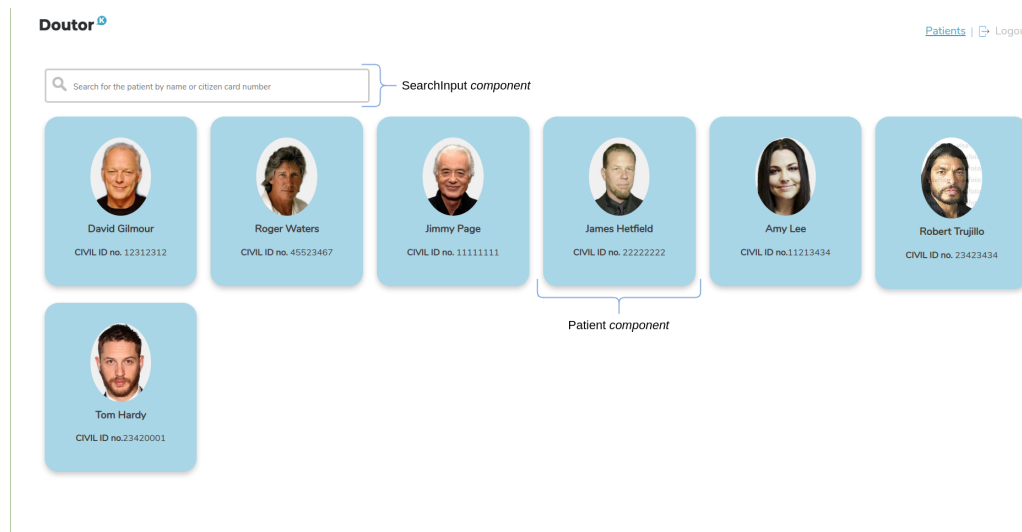 Doutor K
Patients | Logou
Search for the patient by name or citizen card number
SearchInput component
David Gilmour
CIVIL ID no. 12312312
Roger Waters
CIVIL ID no. 45523467
Jimmy Page
CIVIL ID no. 11111111
James Hetfield
CIVIL ID no. 22222222
Amy Lee
CIVIL ID no.11213434
Robert Trujillo
CIVIL ID no. 23423434
Patient component
Tom Hardy
CIVIL ID no.23420001